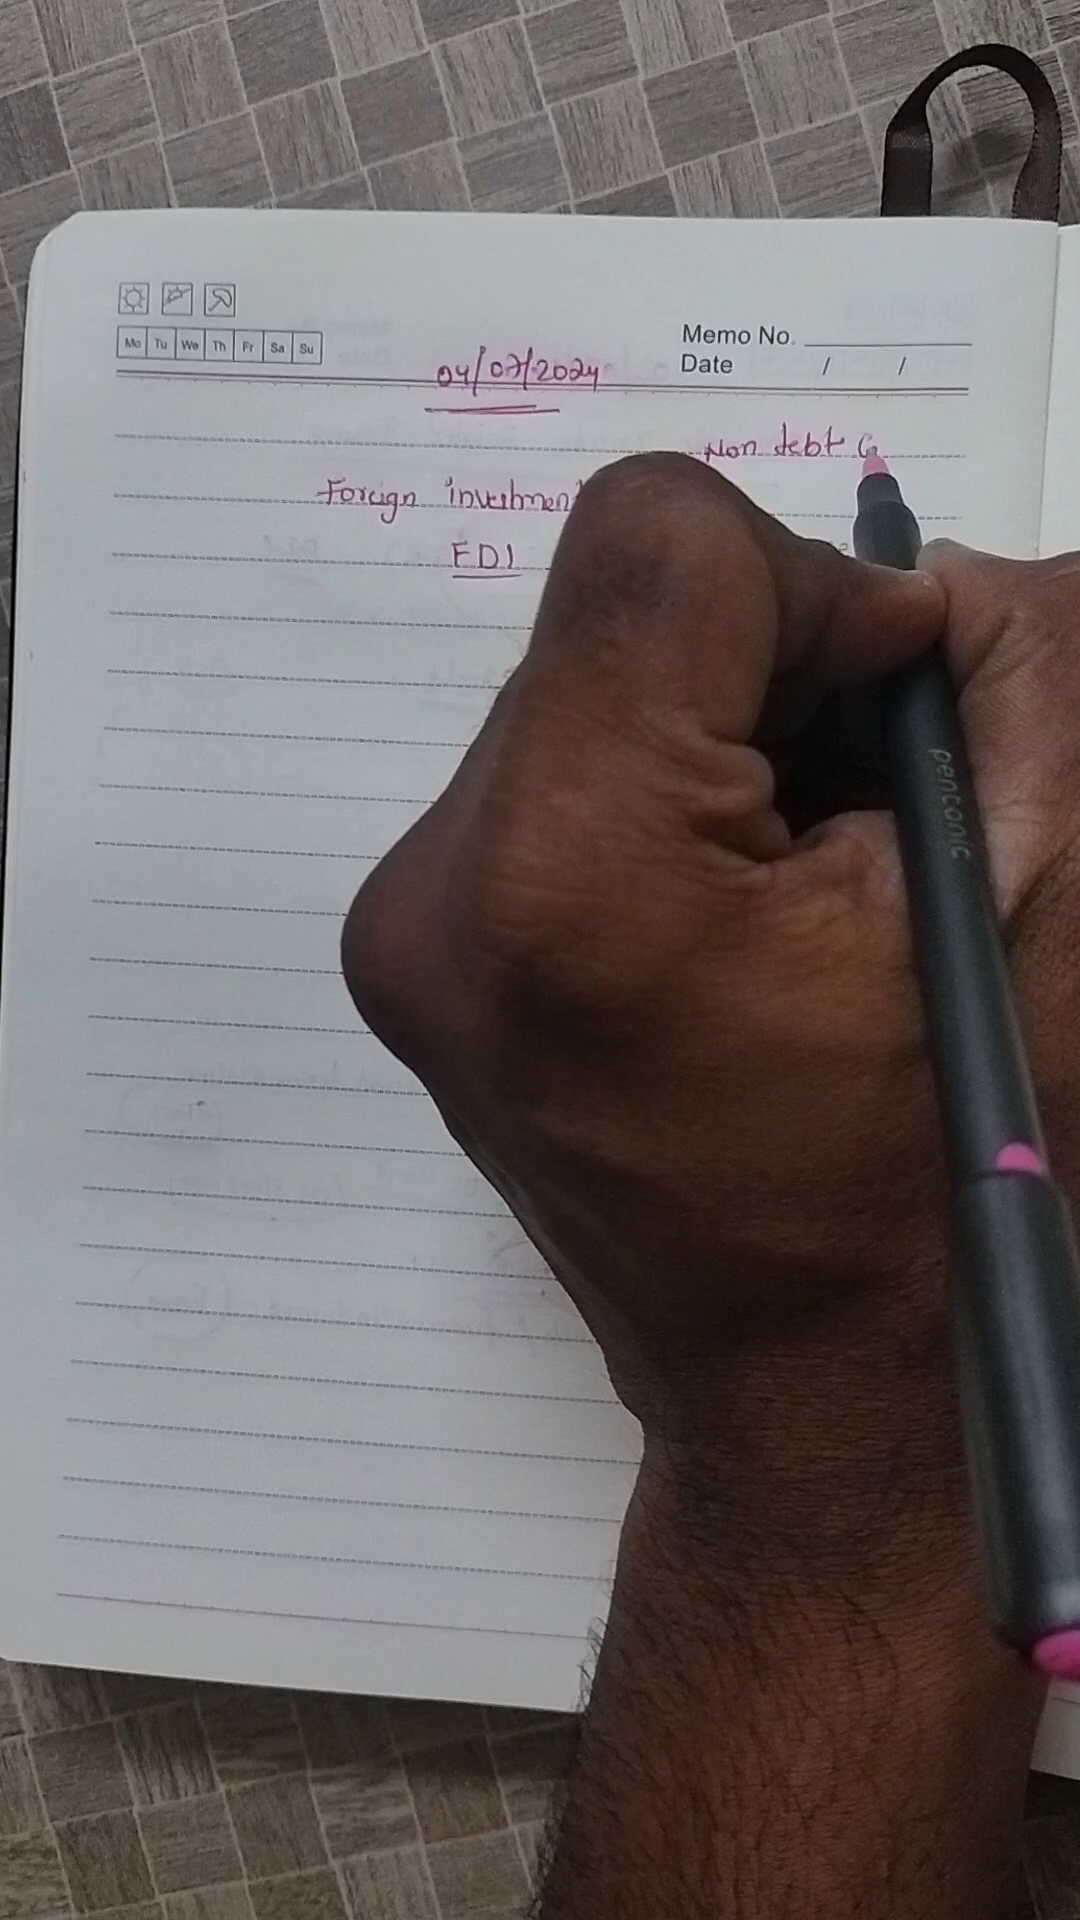 Mo Tu We Th Fr Sa Su
Memo No.
Date / /
04/07/2024
Non debt
Foreign investment
FDI
pentonic